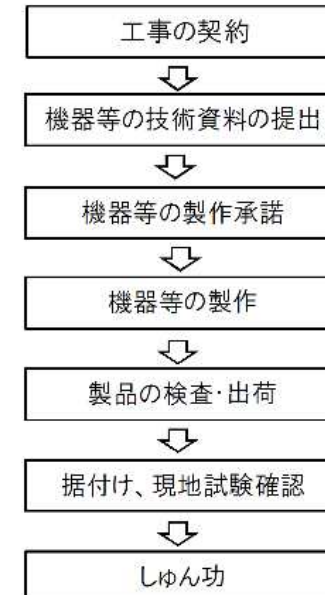 工事の契約
機器等の技術資料の提出
機器等の製作承諾
機器等の製作
製品の検査・出荷
据付け、現地試験確認
しゅん功